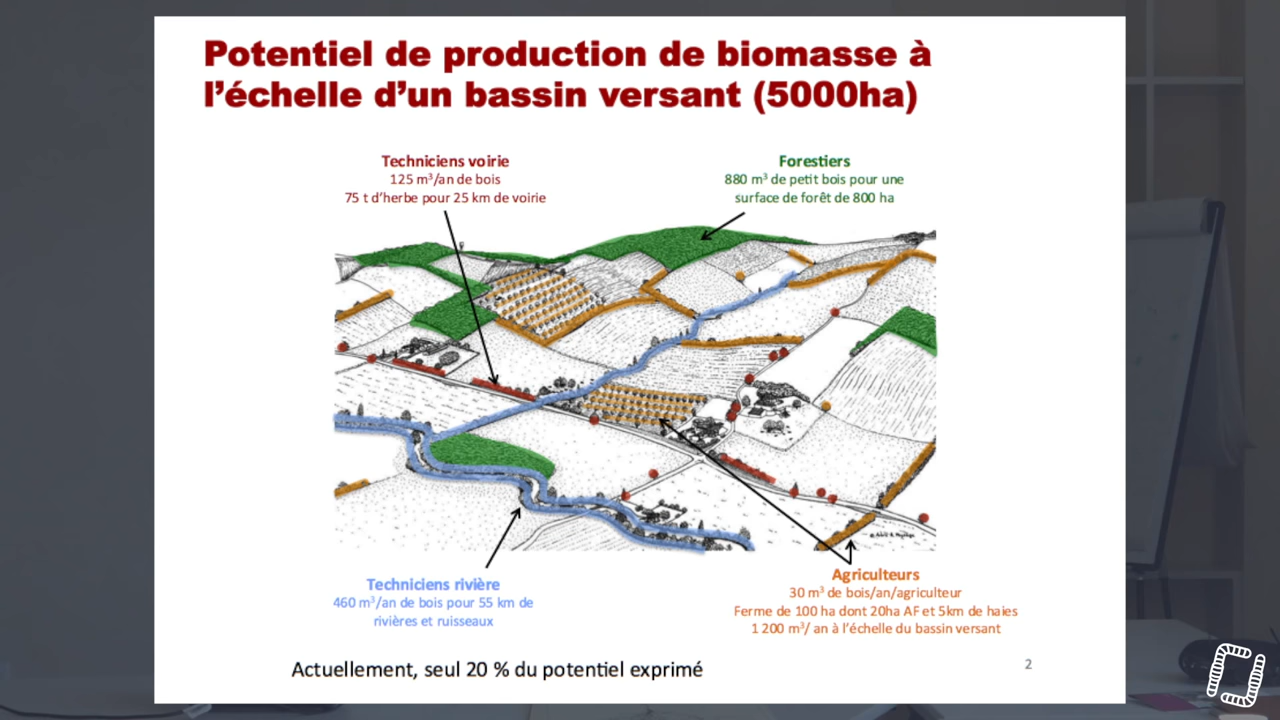 Potentiel de production de biomasse à
l’échelle d’un bassin versant (5000ha)
Techniciens voirie
125 m³/an de bois
75 t d’herbe pour 25 km de voirie
Forestiers
880 m³ de petit bois pour une
surface de forêt de 800 ha
Techniciens rivière
460 m³/an de bois pour 55 km de
rivières et ruisseaux
Agriculteurs
30 m³ de bois/an/agriculteur
Ferme de 100 ha dont 20ha AF et 5km de haies
1 200 m³/ an à l’échelle du bassin versant
Actuellement, seul 20 % du potentiel exprimé
2